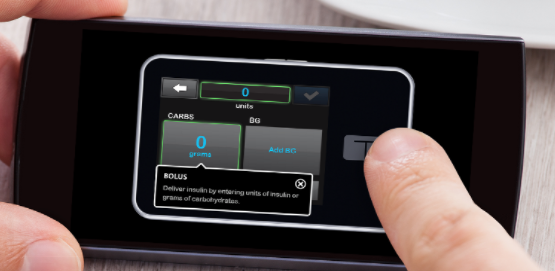 0
units
CARBS
BG
0
grams
Add BG
BOLUS
Deliver insulin by entering units of insulin or
grams of carbohydrates.